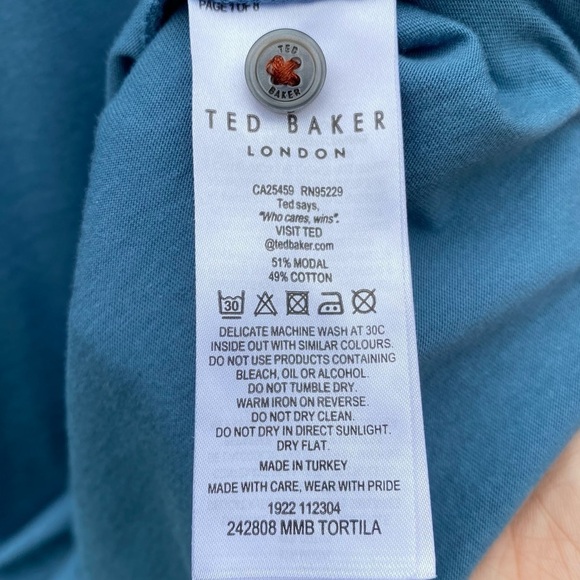 PAGE 1 OF 8
TED
BAKER
TED BAKER
LONDON
CA25459 RN95229
Ted says,
"Who cares, wins".
VISIT TED
@tedbaker.com
51% MODAL
49% COTTON
30
DELICATE MACHINE WASH AT 30C
INSIDE OUT WITH SIMILAR COLOURS.
DO NOT USE PRODUCTS CONTAINING
BLEACH, OIL OR ALCOHOL.
DO NOT TUMBLE DRY.
WARM IRON ON REVERSE.
DO NOT DRY CLEAN.
DO NOT DRY IN DIRECT SUNLIGHT.
DRY FLAT.
MADE IN TURKEY
MADE WITH CARE, WEAR WITH PRIDE
1922 112304
242808 MMB TORTILA